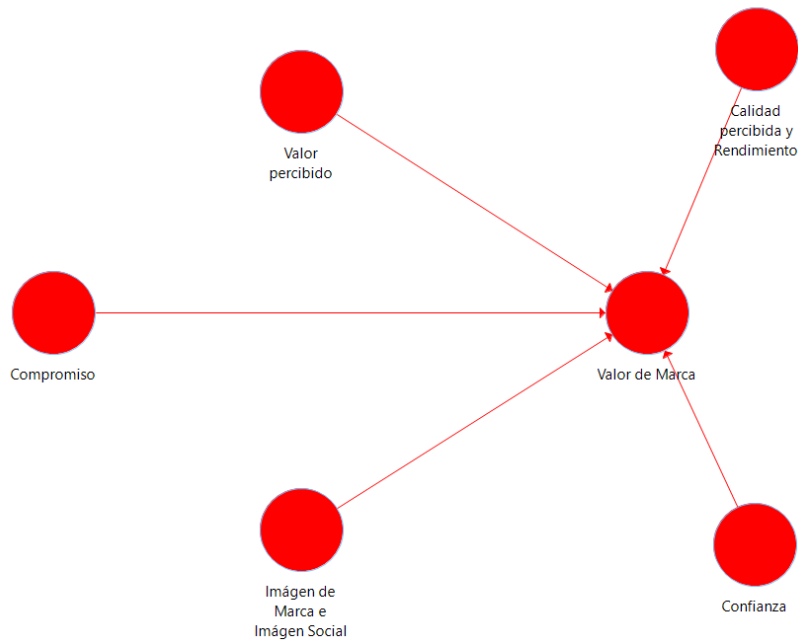 Calidad
percibida y
Rendimiento
Valor
percibido
Compromiso
Valor de Marca
Imágen de
Marca e
Imágen Social
Confianza